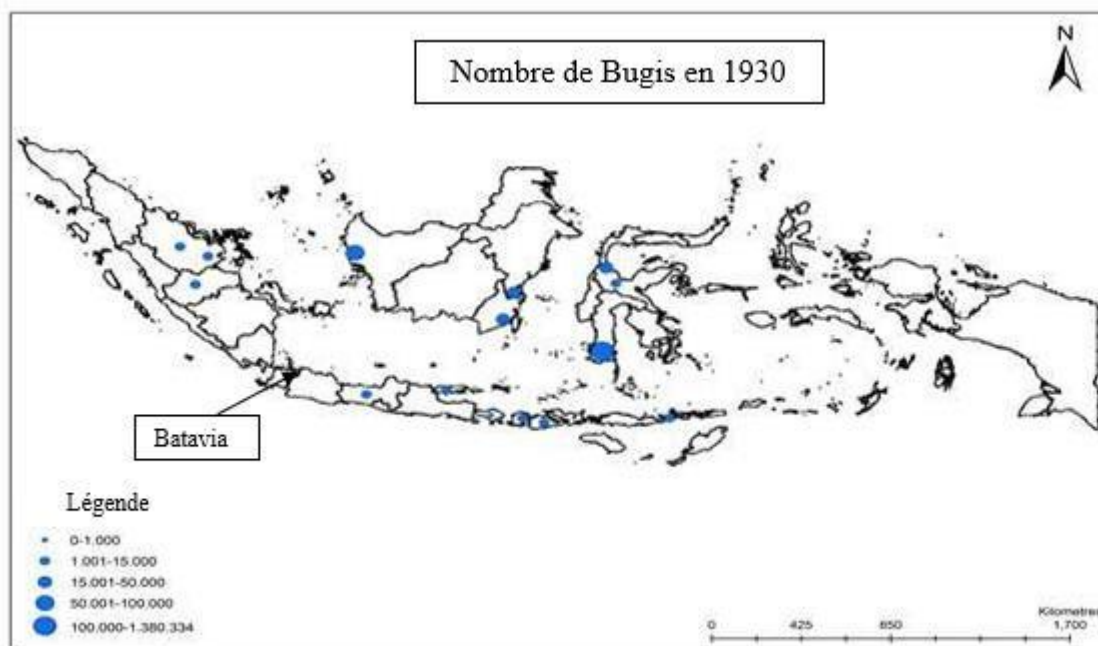 Nombre de Bugis en 1930
N
Batavia
Légende
0-1.000
1.001-15.000
15.001-50.000
50.001-100.000
100.000-1.380.334
Kilometres
0 425 850 1,700